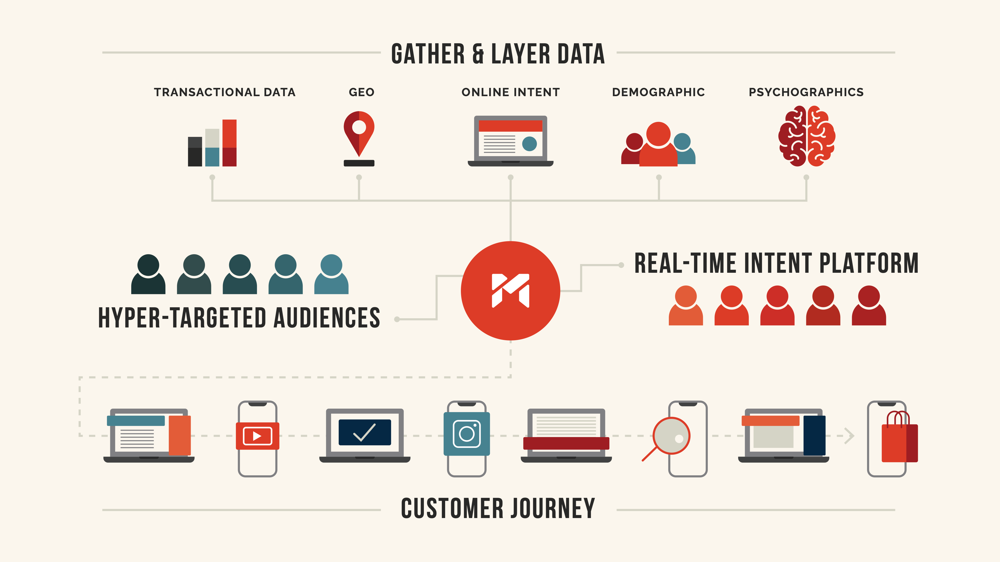 GATHER & LAYER DATA
TRANSACTIONAL DATA
GEO
ONLINE INTENT
DEMOGRAPHIC
PSYCHOGRAPHICS
REAL-TIME INTENT PLATFORM
HYPER-TARGETED AUDIENCES
CUSTOMER JOURNEY